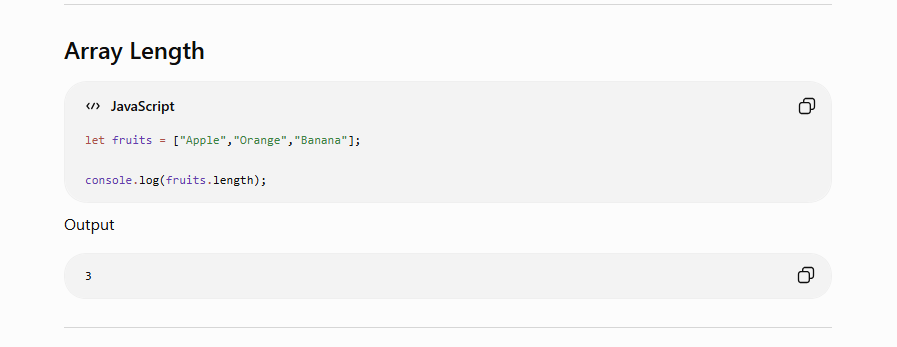 Array Length
</> JavaScript
let fruits = ["Apple","Orange","Banana"];
console.log(fruits.length);
Output
3